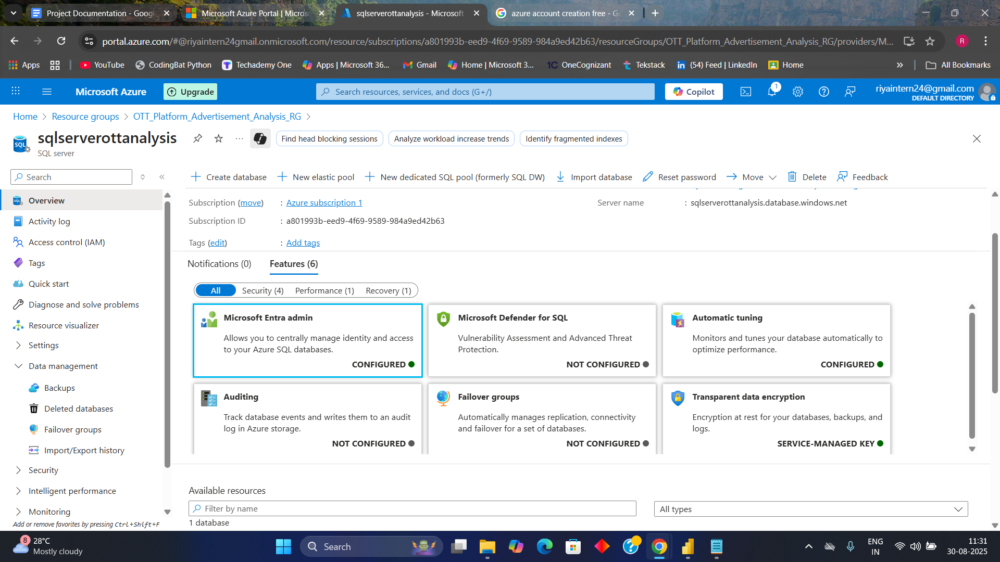 Project Documentation - Googl
Microsoft Azure Portal | Micros
sqlserverottanalysis - Microsoft
azure account creation free - G
portal.azure.com/#@riyaintern24gmail.onmicrosoft.com/resource/subscriptions/a801993b-eed9-4f69-9589-984a9ed42b63/resourceGroups/OTT_Platform_Advertisement_Analysis_RG/providers/M...
R
Apps
YouTube
CodingBat Python
Techademy One
Apps | Microsoft 36...
Gmail
Home | Microsoft 3...
1C OneCognizant
Tekstack
in (54) Feed | LinkedIn
Home
All Bookmarks
Microsoft Azure
Upgrade
Search resources, services, and docs (G+/)
Copilot
1
riyaintern24@gmail.com
DEFAULT DIRECTORY
Home > Resource groups > OTT_Platform_Advertisement_Analysis_RG >
SQL
sqlserverottanalysis
SQL server
...
Find head blocking sessions
Analyze workload increase trends
Identify fragmented indexes
Search
Create database
New elastic pool
New dedicated SQL pool (formerly SQL DW)
Import database
Reset password
Move
Delete
Feedback
Overview
Activity log
Access control (IAM)
Tags
Quick start
Diagnose and solve problems
Resource visualizer
Settings
Data management
Backups
Deleted databases
Failover groups
Import/Export history
Security
Intelligent performance
Monitoring
Add or remove favorites by pressing Ctrl+Shift+F
Subscription (move) : Azure subscription 1
Server name : sqlserverottanalysis.database.windows.net
Subscription ID : a801993b-eed9-4f69-9589-984a9ed42b63
Tags (edit) : Add tags
Notifications (0)
Features (6)
All
Security (4)
Performance (1)
Recovery (1)
Microsoft Entra admin
Allows you to centrally manage identity and access
to your Azure SQL databases.
CONFIGURED
Microsoft Defender for SQL
Vulnerability Assessment and Advanced Threat
Protection.
NOT CONFIGURED
Automatic tuning
Monitors and tunes your database automatically to
optimize performance.
CONFIGURED
Auditing
Track database events and writes them to an audit
log in Azure storage.
NOT CONFIGURED
Failover groups
Automatically manages replication, connectivity
and failover for a set of databases.
NOT CONFIGURED
Transparent data encryption
Encryption at rest for your databases, backups, and
logs.
SERVICE-MANAGED KEY
Available resources
Filter by name
All types
1 database
8
28°C
Mostly cloudy
Search
ENG
IN
11:31
30-08-2025